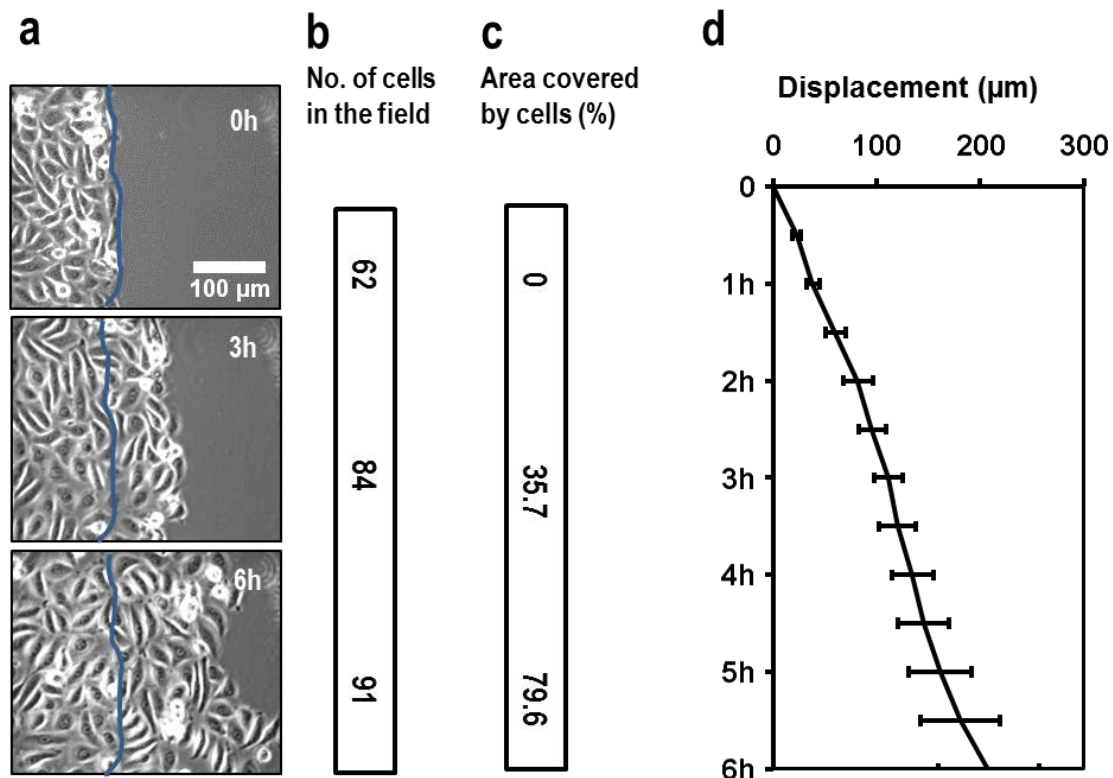 a
0h
100 µm
3h
6h
b
No. of cells
in the field
62
84
91
c
Area covered
by cells (%)
0
35.7
79.6
d
Displacement (µm)
0 100 200 300
0
1h
2h
3h
4h
5h
6h